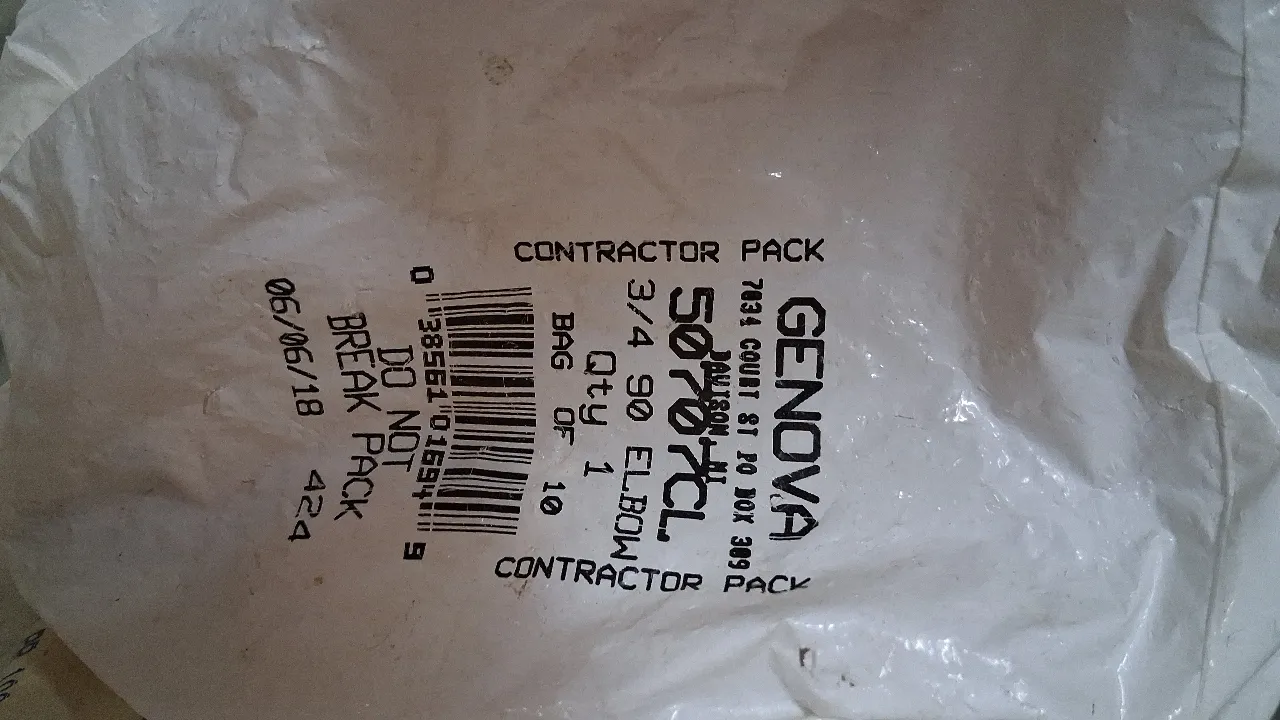 CONTRACTOR PACK
GENOVA
7034 COURT ST PO BOX 309
DAVISON, MI
50707CL
3/4 90 ELBOW
Qty 1
BAG OF 10
0 38561 01694 9
DO NOT
BREAK PACK
06/06/18 424
CONTRACTOR PACK